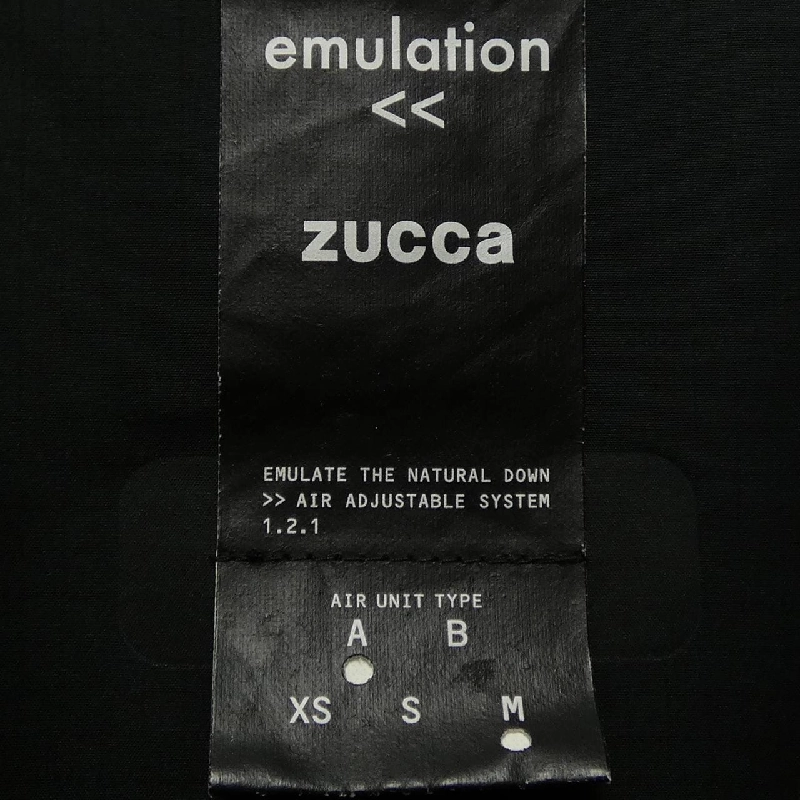 emulation
<<
zucca
EMULATE THE NATURAL DOWN
>> AIR ADJUSTABLE SYSTEM
1.2.1
AIR UNIT TYPE
A B
XS S M